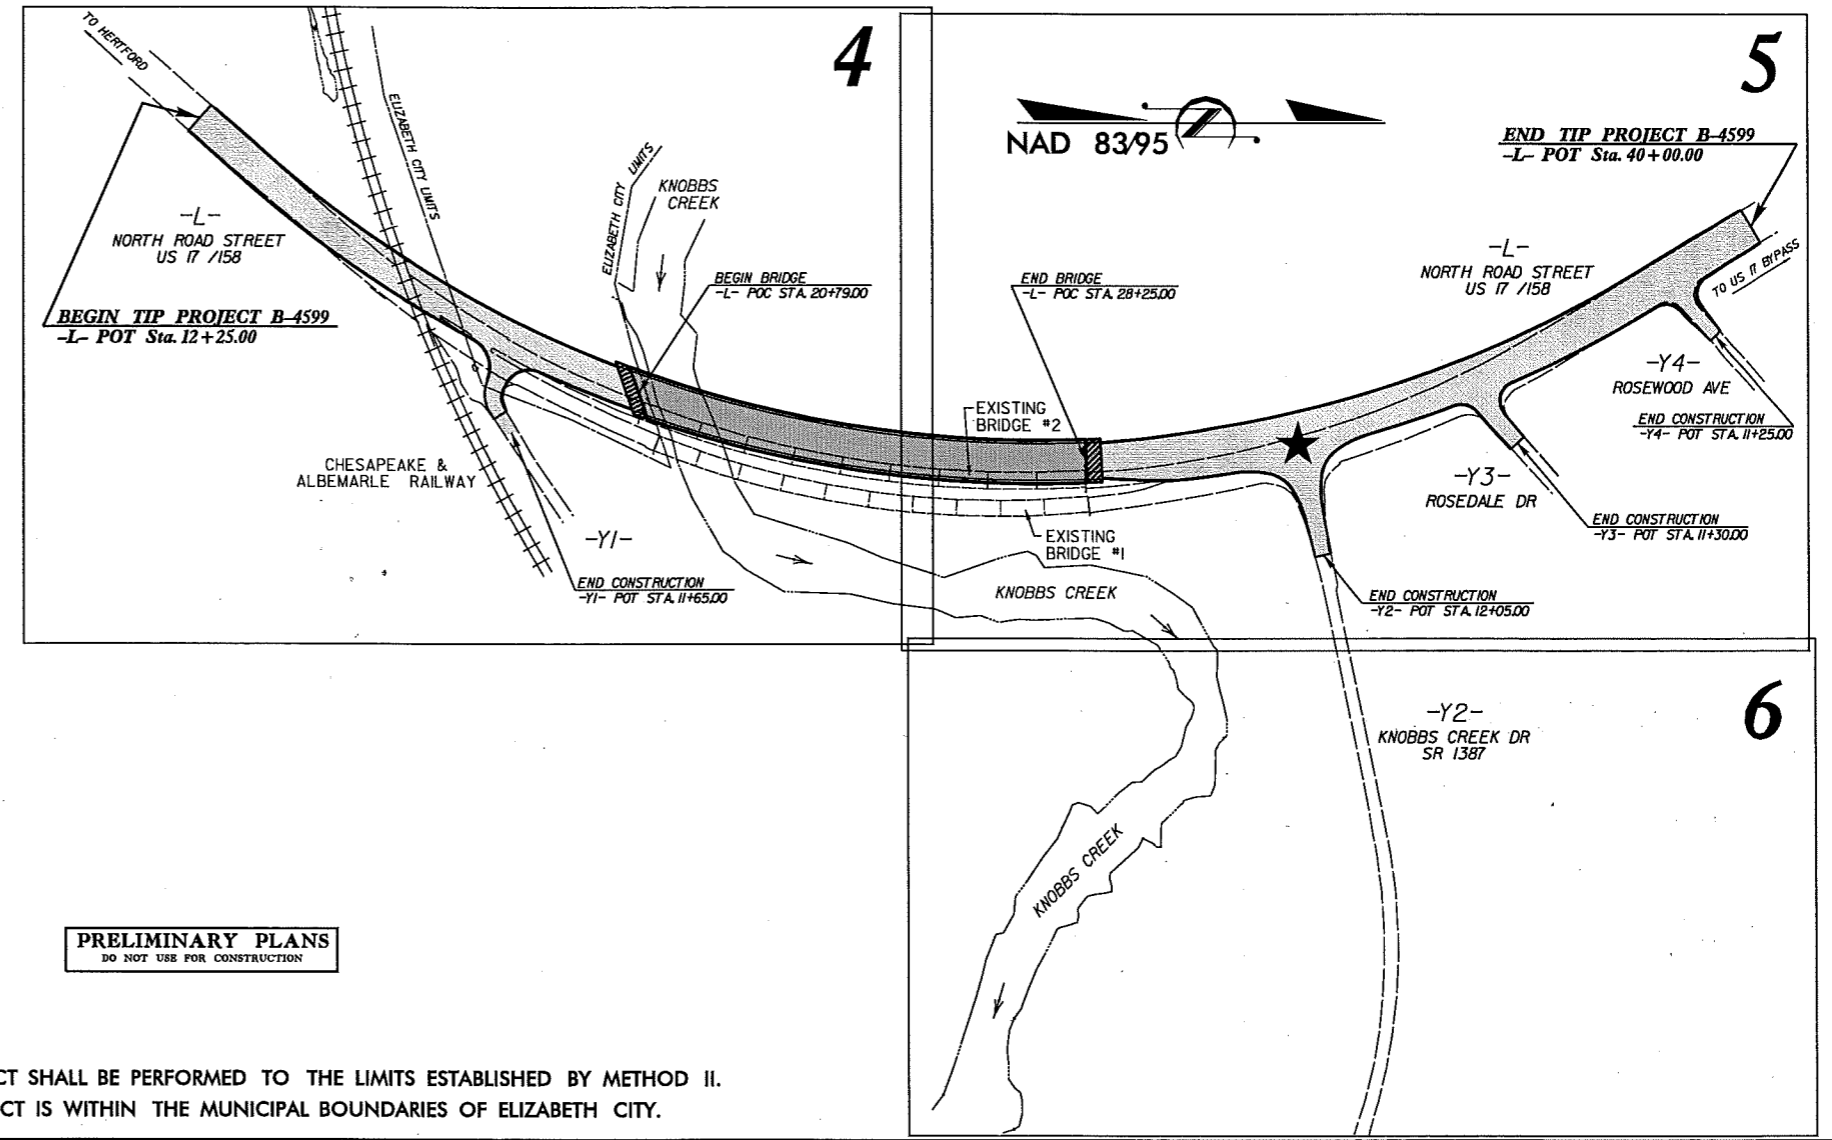 4
5
TO HERTFORD
ELIZABETH CITY LIMITS
ELIZABETH CITY LIMITS
KNOBBS
CREEK
NAD 83/95
END TIP PROJECT B-4599
-L- POT Sta. 40+00.00
-L-
NORTH ROAD STREET
US 17 /158
BEGIN BRIDGE
-L- POC STA. 20+79.00
END BRIDGE
-L- POC STA. 28+25.00
-L-
NORTH ROAD STREET
US 17 /158
TO US 17 BYPASS
BEGIN TIP PROJECT B-4599
-L- POT Sta. 12+25.00
-Y4-
ROSEWOOD AVE
END CONSTRUCTION
-Y4- POT STA. 11+25.00
EXISTING
BRIDGE #2
CHESAPEAKE &
ALBEMARLE RAILWAY
-Y3-
ROSEDALE DR
END CONSTRUCTION
-Y3- POT STA. 11+30.00
-Y1-
EXISTING
BRIDGE #1
END CONSTRUCTION
-Y1- POT STA. 11+65.00
KNOBBS CREEK
END CONSTRUCTION
-Y2- POT STA. 12+05.00
6
-Y2-
KNOBBS CREEK DR
SR 1387
KNOBBS CREEK
PRELIMINARY PLANS
DO NOT USE FOR CONSTRUCTION
CT SHALL BE PERFORMED TO THE LIMITS ESTABLISHED BY METHOD II.
CT IS WITHIN THE MUNICIPAL BOUNDARIES OF ELIZABETH CITY.